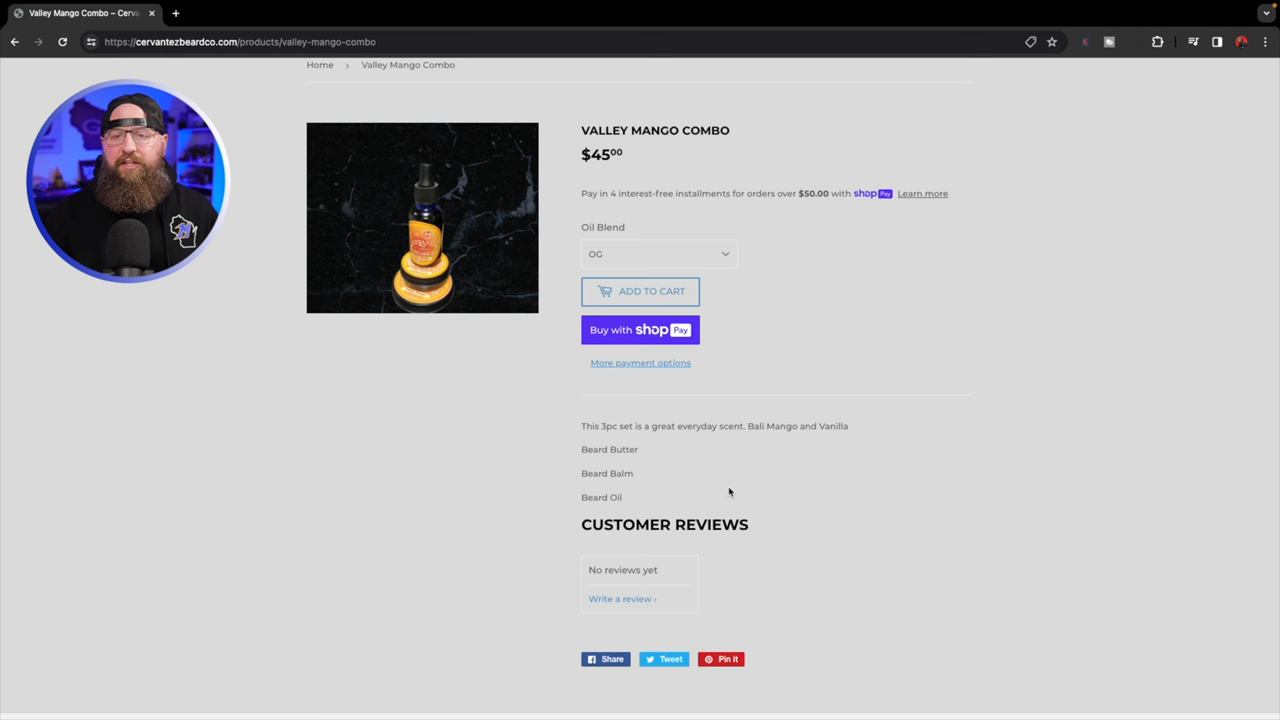 Valley Mango Combo – Cerva
https://cervantezbeardco.com/products/valley-mango-combo
Home › Valley Mango Combo
VALLEY MANGO COMBO
$4500
Pay in 4 interest-free installments for orders over $50.00 with shop Pay Learn more
Oil Blend
OG
ADD TO CART
Buy with shop Pay
More payment options
This 3pc set is a great everyday scent. Bali Mango and Vanilla
Beard Butter
Beard Balm
Beard Oil
CUSTOMER REVIEWS
No reviews yet
Write a review ›
Share
Tweet
Pin It